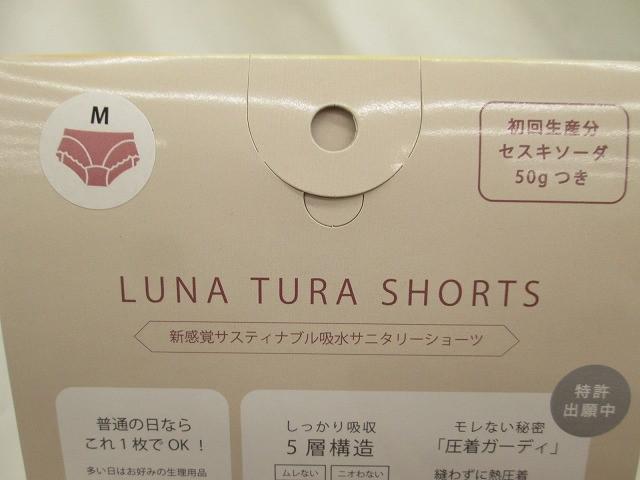 M
初回生産分
セスキソーダ
50gつき
LUNA TURA SHORTS
新感覚サスティナブル吸水サニタリーショーツ
特許
出願中
普通の日なら
これ1枚でOK！
多い日はお好みの生理用品
しっかり吸収
5層構造
ムレない
ニオわない
モレない秘密
「圧着ガーディ」
縫わずに熱圧着